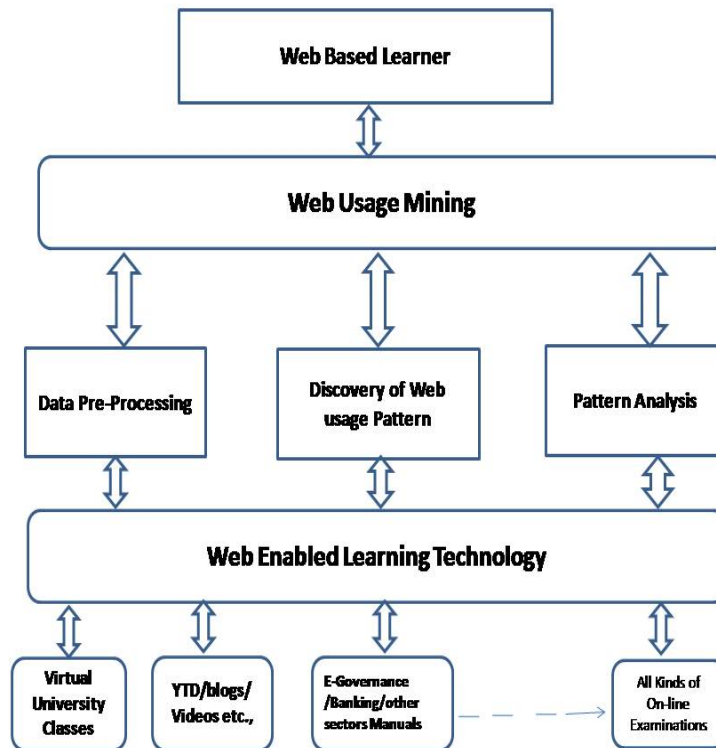 Web Based Learner
Web Usage Mining
Data Pre-Processing
Discovery of Web
usage Pattern
Pattern Analysis
Web Enabled Learning Technology
Virtual
University
Classes
YTD/blogs/
Videos etc.,
E-Governance
/Banking/other
sectors Manuals
All Kinds of
On-line
Examinations